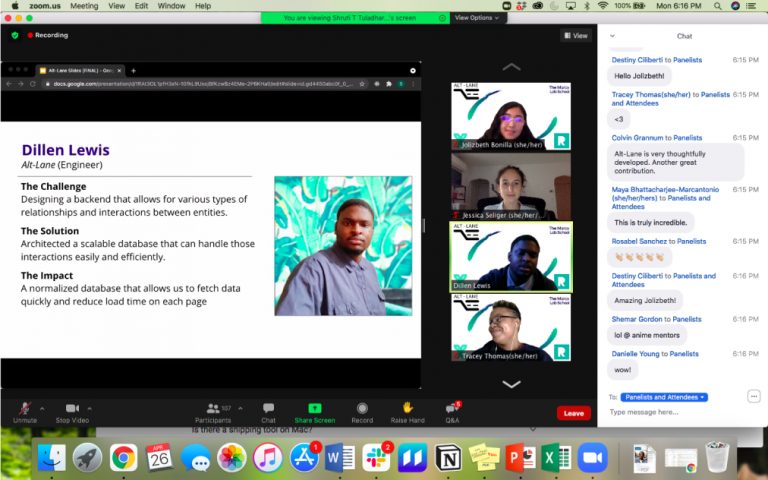 zoom.us Meeting View Edit Window Help
100%
Mon 6:16 PM
You are viewing Shruti T Tuladhar...'s screen
View Options
Recording
View
Alt-Lane Slides (FINAL) - Goo
Dillen Lewis
Alt-Lane (Engineer)
The Challenge
Designing a backend that allows for various types of
relationships and interactions between entities.
The Solution
Architected a scalable database that can handle those
interactions easily and efficiently.
The Impact
A normalized database that allows us to fetch data
quickly and reduce load time on each page
ALT-LANE
The Marcy
Lab School
Jolizbeth Bonilla (she/her)
Jessica Seliger (she/her/...
ALT-LANE
The Marcy
Lab School
Dillen Lewis
ALT-LANE
The Marcy
Lab School
Tracey Thomas(she/her)
Chat
Destiny Ciliberti to Panelists 6:15 PM
Hello Jolizbeth!
Tracey Thomas(she/her) to Panelists 6:15 PM
and Attendees
<3
Colvin Grannum to Panelists 6:15 PM
Alt-Lane is very thoughtfully
developed. Another great
contribution.
Maya Bhattacharjee-Marcantonio 6:15 PM
(she/her/hers) to Panelists and
Attendees
This is truly incredible.
Rosabel Sanchez to Panelists 6:15 PM
👏🏼👏🏼👏🏼👏🏼👏🏼
Destiny Ciliberti to Panelists and 6:16 PM
Attendees
Amazing Jolizbeth!
Shemar Gordon to Panelists 6:16 PM
lol @ anime mentors
Danielle Young to Panelists 6:16 PM
wow!
To: Panelists and Attendees
Type message here...
Unmute
Stop Video
Participants
107
Chat
Share Screen
Record
Raise Hand
Q&A
5
Leave
Is there a snipping tool on Mac?
APR
26
1
2